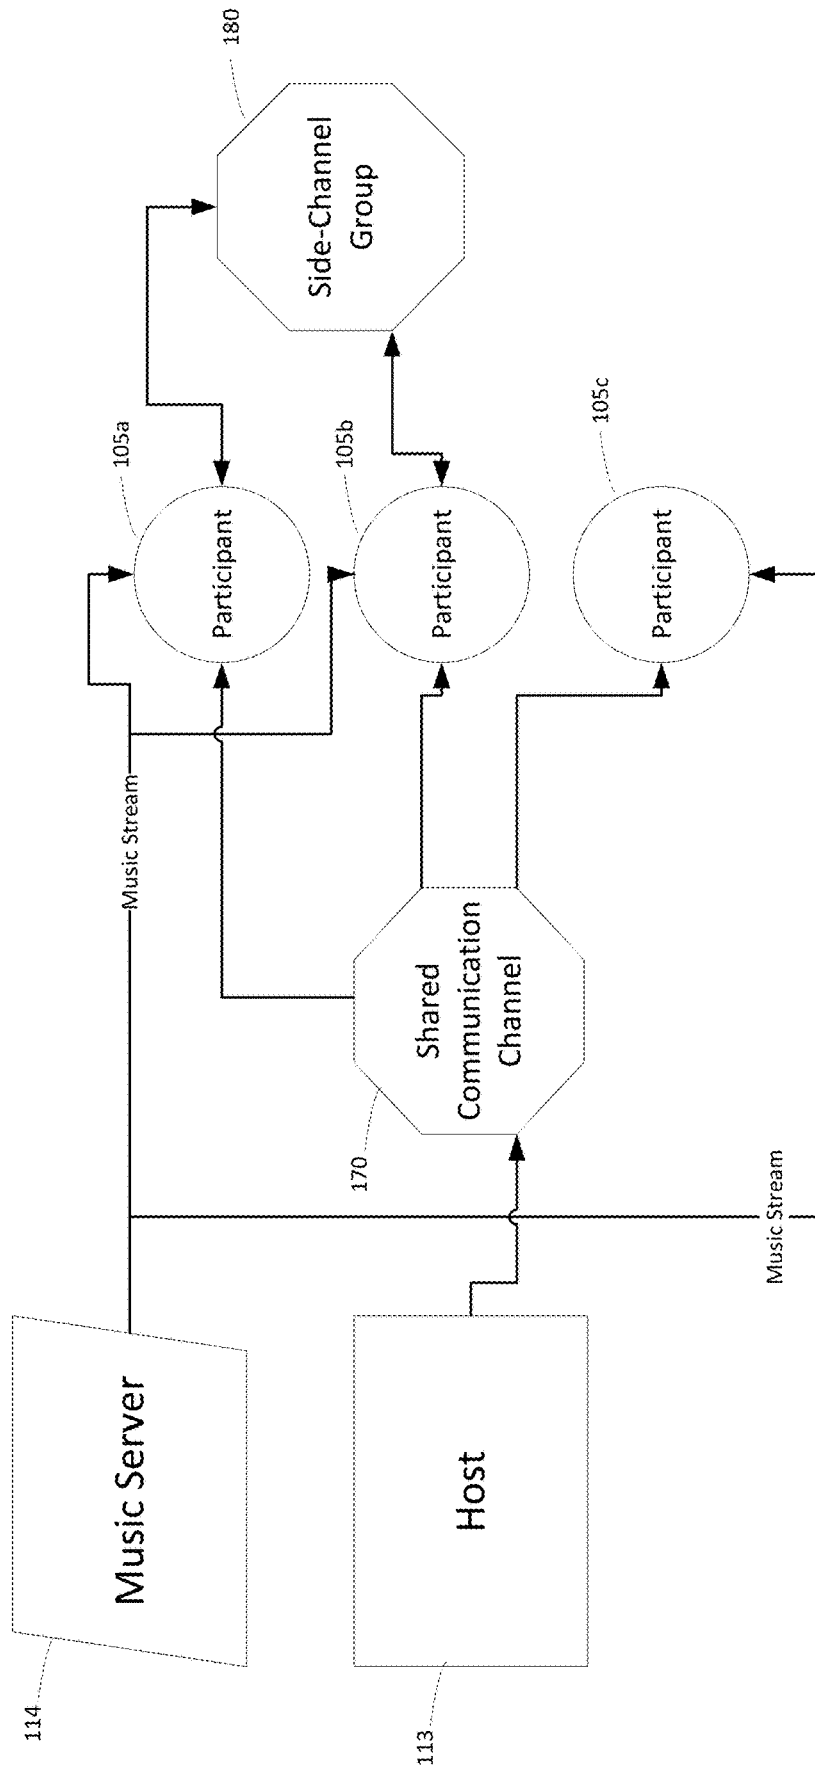 114
Music Server
Music Stream
105a
Participant
180
Side-Channel
Group
113
Host
170
Shared
Communication
Channel
105b
Participant
105c
Participant
Music Stream